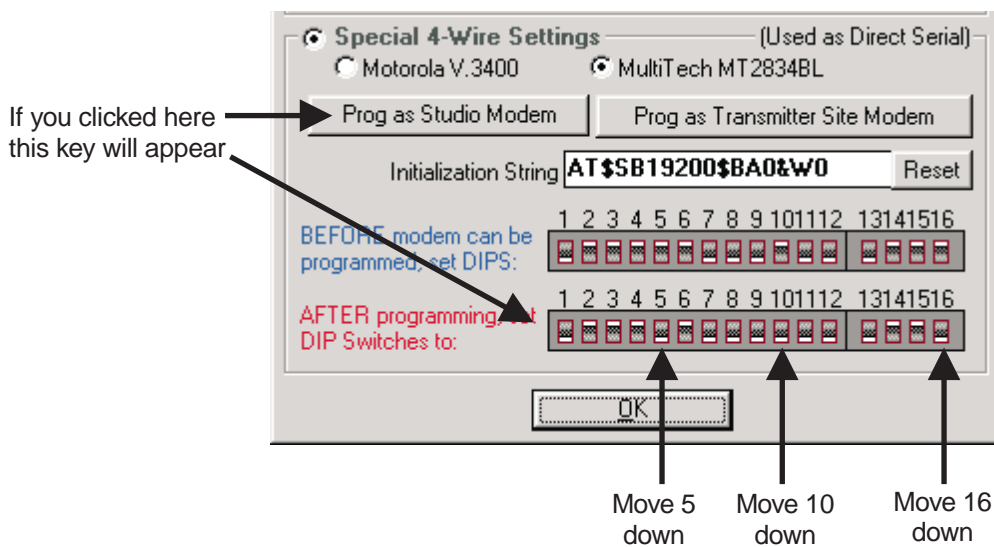 Special 4-Wire Settings (Used as Direct Serial)
Motorola V.3400 MultiTech MT2834BL
If you clicked here
this key will appear
Prog as Studio Modem Prog as Transmitter Site Modem
Initialization String AT$SB19200$BA0&W0 Reset
1 2 3 4 5 6 7 8 9 10 11 12 13 14 15 16
BEFORE modem can be
programmed, set DIPS:
1 2 3 4 5 6 7 8 9 10 11 12 13 14 15 16
AFTER programming, set
DIP Switches to:
OK
Move 5
down
Move 10
down
Move 16
down